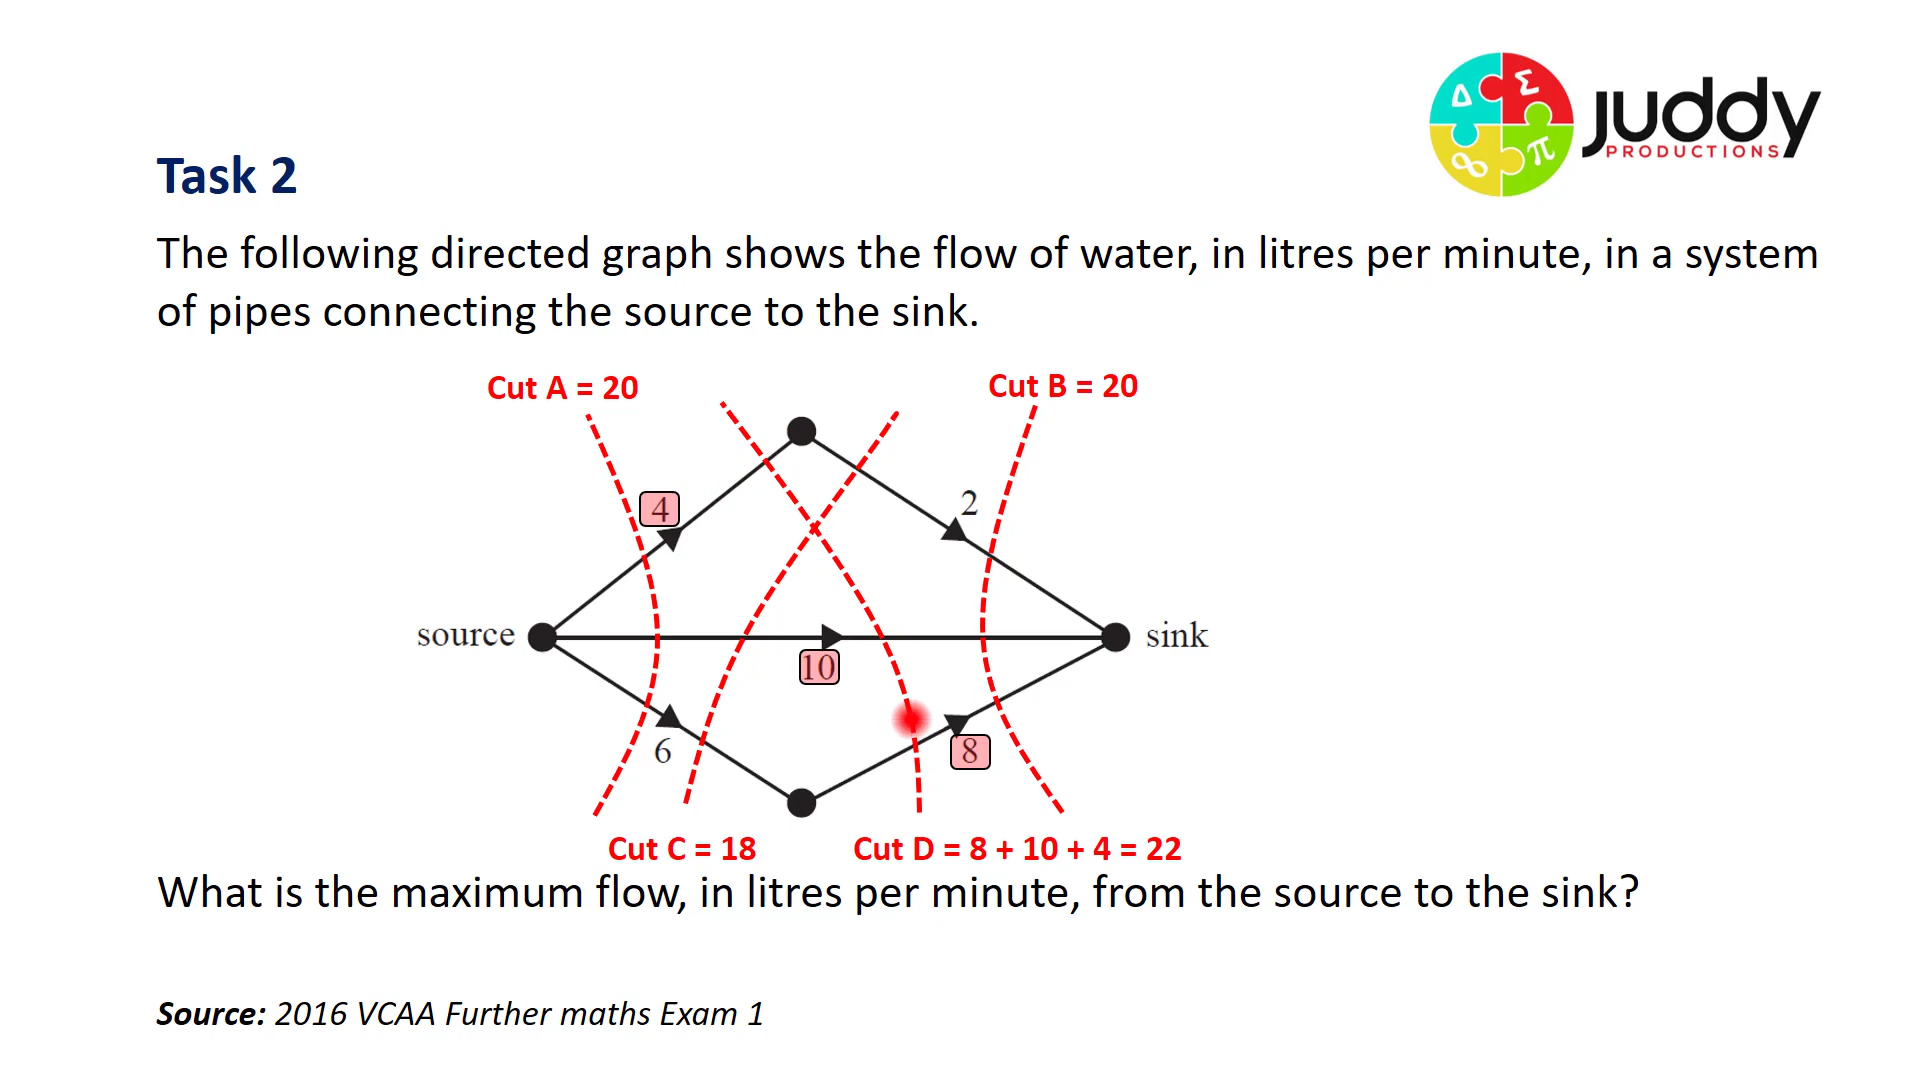 Δ Σ
∞ π
juddy
PRODUCTIONS
Task 2
The following directed graph shows the flow of water, in litres per minute, in a system
of pipes connecting the source to the sink.
Cut A = 20
Cut B = 20
4
2
source
sink
10
6
8
Cut C = 18
Cut D = 8 + 10 + 4 = 22
What is the maximum flow, in litres per minute, from the source to the sink?
Source: 2016 VCAA Further maths Exam 1